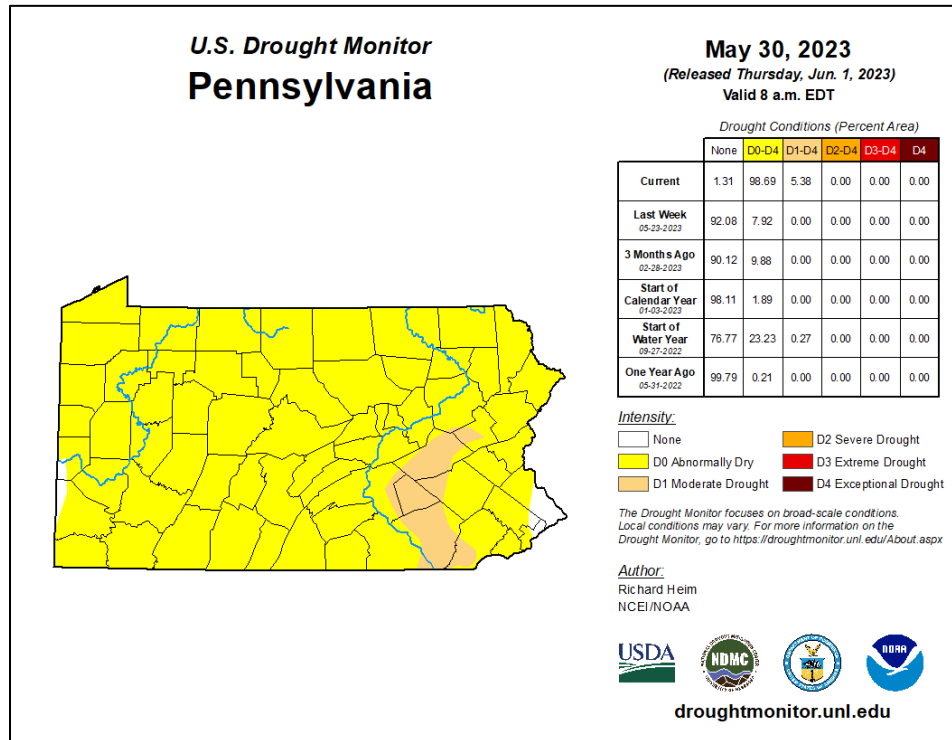 U.S. Drought Monitor
Pennsylvania
May 30, 2023
(Released Thursday, Jun. 1, 2023)
Valid 8 a.m. EDT
Drought Conditions (Percent Area)
None D0-D4 D1-D4 D2-D4 D3-D4 D4
Current 1.31 98.69 5.38 0.00 0.00 0.00
Last Week
05-23-2023 92.08 7.92 0.00 0.00 0.00 0.00
3 Months Ago
02-28-2023 90.12 9.88 0.00 0.00 0.00 0.00
Start of
Calendar Year
01-03-2023 98.11 1.89 0.00 0.00 0.00 0.00
Start of
Water Year
09-27-2022 76.77 23.23 0.27 0.00 0.00 0.00
One Year Ago
05-31-2022 99.79 0.21 0.00 0.00 0.00 0.00
Intensity:
None D2 Severe Drought
D0 Abnormally Dry D3 Extreme Drought
D1 Moderate Drought D4 Exceptional Drought
The Drought Monitor focuses on broad-scale conditions.
Local conditions may vary. For more information on the
Drought Monitor, go to https://droughtmonitor.unl.edu/About.aspx
Author:
Richard Heim
NCEI/NOAA
USDA NDMC NOAA
droughtmonitor.unl.edu